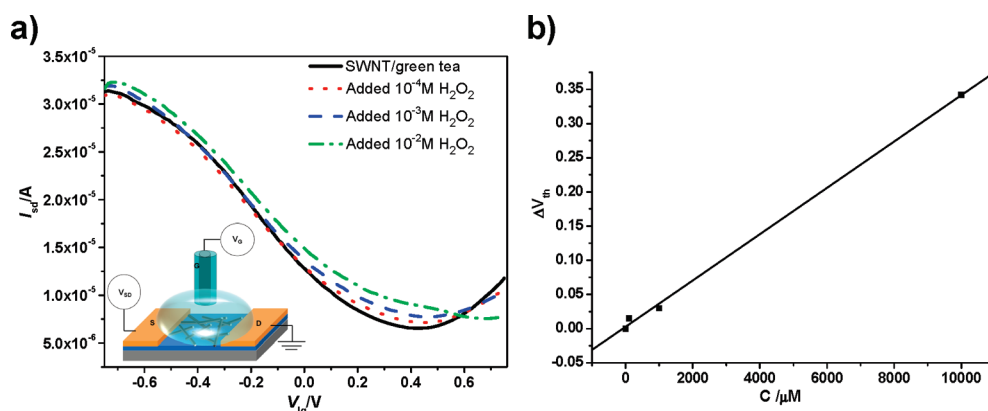 a)
3.5x10⁻⁵
3.0x10⁻⁵
2.5x10⁻⁵
2.0x10⁻⁵
1.5x10⁻⁵
1.0x10⁻⁵
5.0x10⁻⁶
I_sd/A
SWNT/green tea
Added 10⁻⁴M H₂O₂
Added 10⁻³M H₂O₂
Added 10⁻²M H₂O₂
V_G
G
V_SD
S
D
-0.6 -0.4 -0.2 0.0 0.2 0.4 0.6
V_lg/V
b)
0.35
0.30
0.25
0.20
0.15
0.10
0.05
0.00
-0.05
ΔV_th
0 2000 4000 6000 8000 10000
C /μM